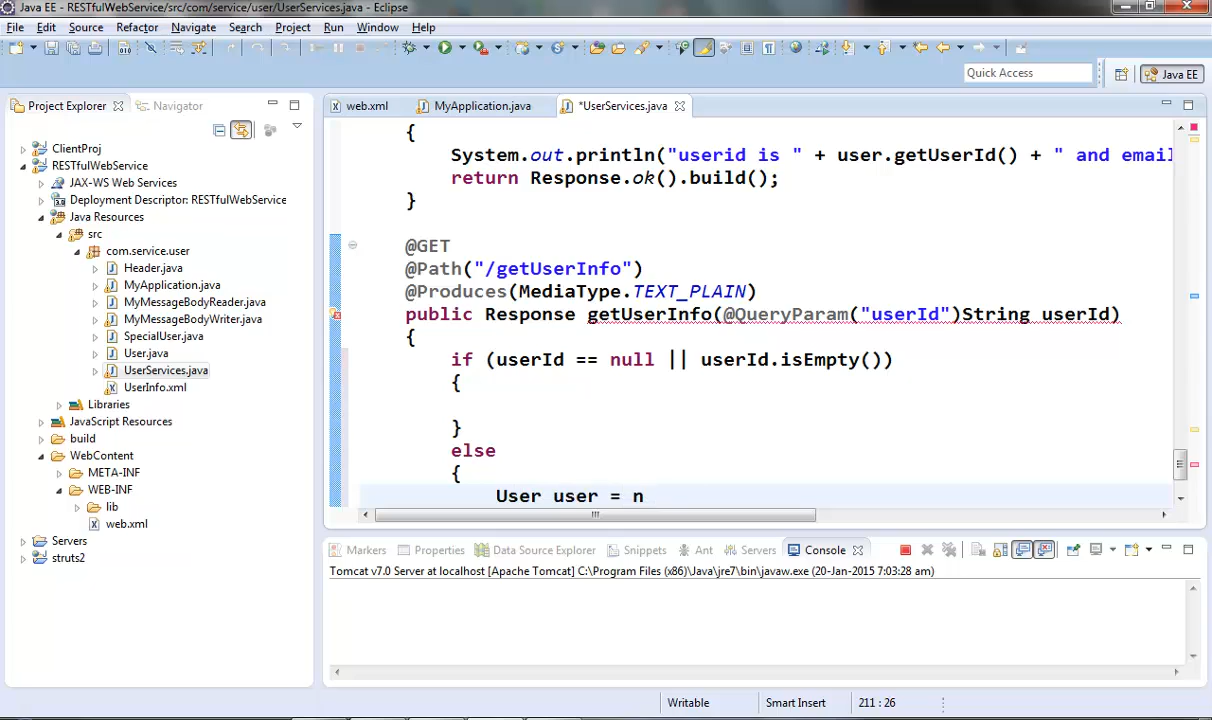 Java EE - RESTfulWebService/src/com/service/user/UserServices.java - Eclipse
File Edit Source Refactor Navigate Search Project Run Window Help
Quick Access
Java EE
Project Explorer
Navigator
web.xml
MyApplication.java
*UserServices.java
ClientProj
RESTfulWebService
JAX-WS Web Services
Deployment Descriptor: RESTfulWebService
Java Resources
src
com.service.user
Header.java
MyApplication.java
MyMessageBodyReader.java
MyMessageBodyWriter.java
SpecialUser.java
User.java
UserServices.java
UserInfo.xml
Libraries
JavaScript Resources
build
WebContent
META-INF
WEB-INF
lib
web.xml
Servers
struts2
{
System.out.println("userid is " + user.getUserId() + " and email
return Response.ok().build();
}
@GET
@Path("/getUserInfo")
@Produces(MediaType.TEXT_PLAIN)
public Response getUserInfo(@QueryParam("userId")String userId)
{
if (userId == null || userId.isEmpty())
{
}
else
{
User user = n
Markers Properties Data Source Explorer Snippets Ant Servers Console
Tomcat v7.0 Server at localhost [Apache Tomcat] C:\Program Files (x86)\Java\jre7\bin\javaw.exe (20-Jan-2015 7:03:28 am)
Writable
Smart Insert
211 : 26